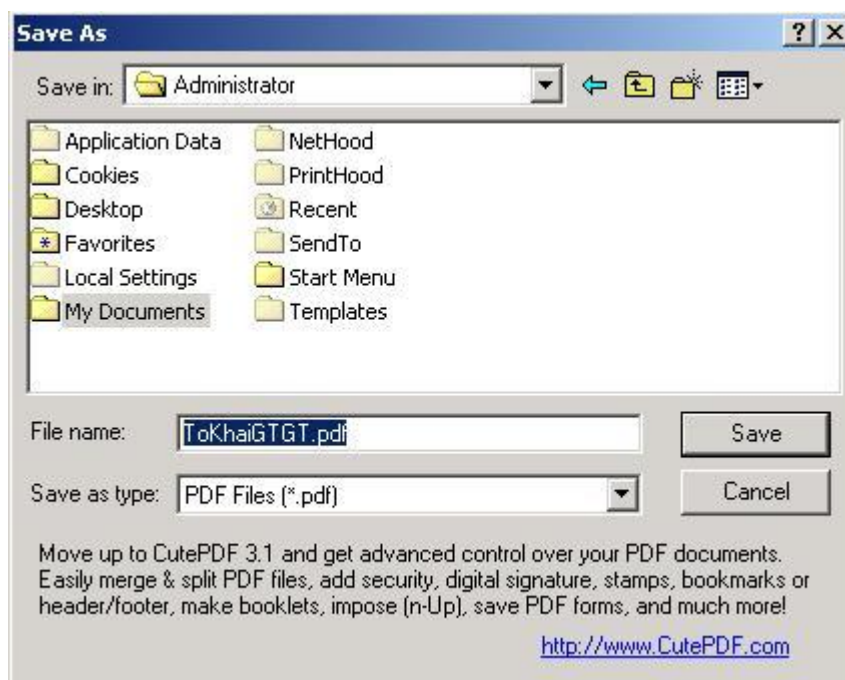 Save As
Save in: Administrator
Application Data
Cookies
Desktop
Favorites
Local Settings
My Documents
NetHood
PrintHood
Recent
SendTo
Start Menu
Templates
File name: ToKhaiGTGT.pdf Save
Save as type: PDF Files (*.pdf) Cancel
Move up to CutePDF 3.1 and get advanced control over your PDF documents.
Easily merge & split PDF files, add security, digital signature, stamps, bookmarks or
header/footer, make booklets, impose (n-Up), save PDF forms, and much more!
http://www.CutePDF.com